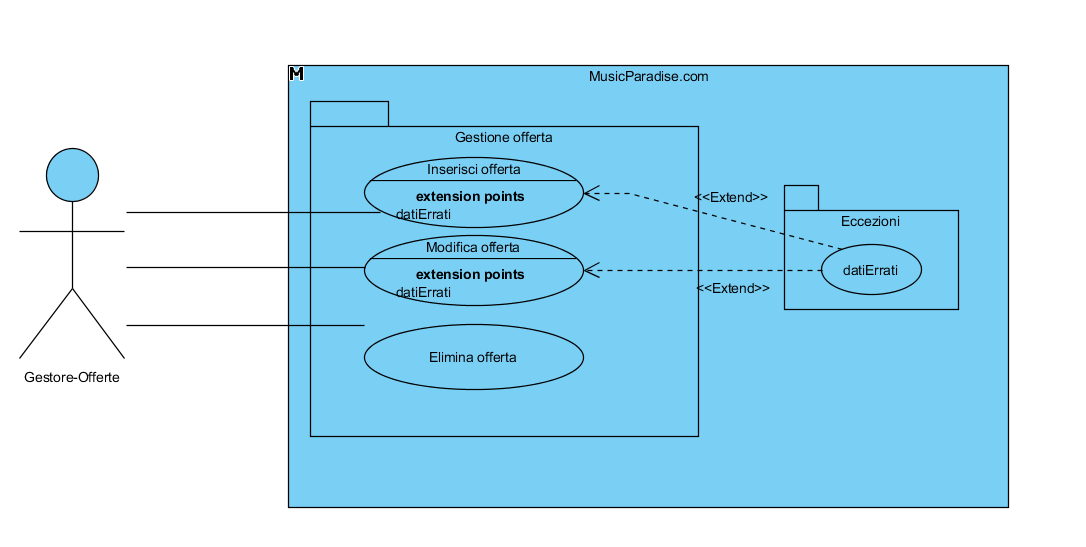 M
MusicParadise.com
Gestione offerta
Inserisci offerta
extension points
datiErrati
Modifica offerta
extension points
datiErrati
Elimina offerta
<<Extend>>
<<Extend>>
Eccezioni
datiErrati
Gestore-Offerte